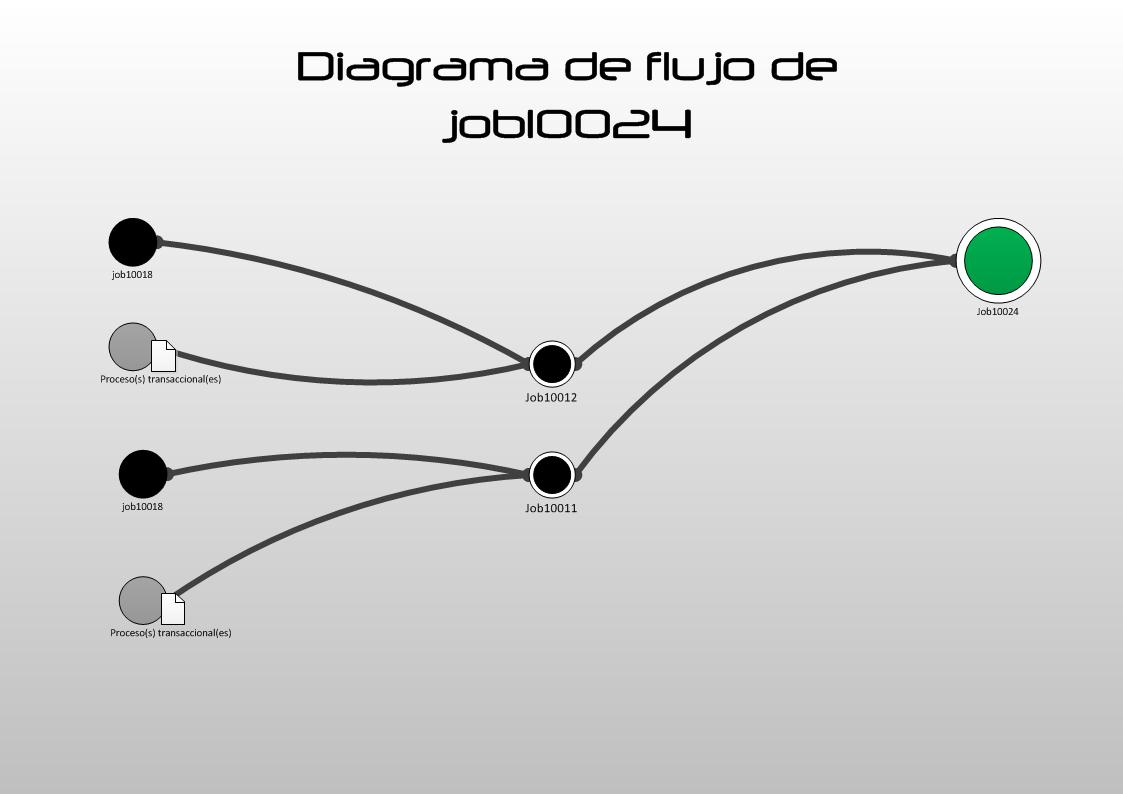 Diagrama de flujo de
job10024
job10018
Job10024
Proceso(s) transaccional(es)
Job10012
job10018
Job10011
Proceso(s) transaccional(es)